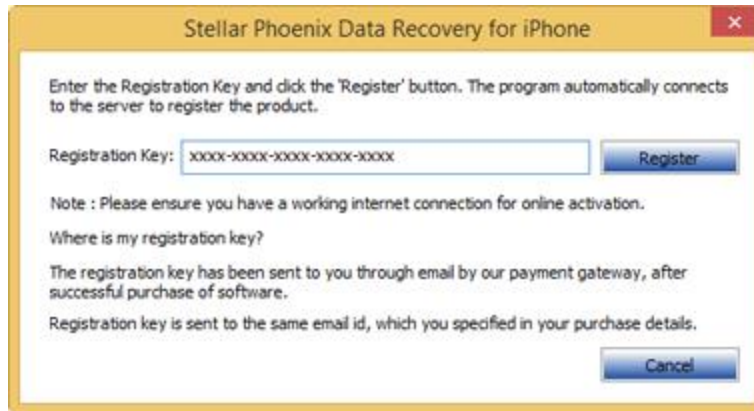 Stellar Phoenix Data Recovery for iPhone
Enter the Registration Key and click the 'Register' button. The program automatically connects
to the server to register the product.
Registration Key: xxxx-xxxx-xxxx-xxxx-xxxx Register
Note : Please ensure you have a working internet connection for online activation.
Where is my registration key?
The registration key has been sent to you through email by our payment gateway, after
successful purchase of software.
Registration key is sent to the same email id, which you specified in your purchase details.
Cancel